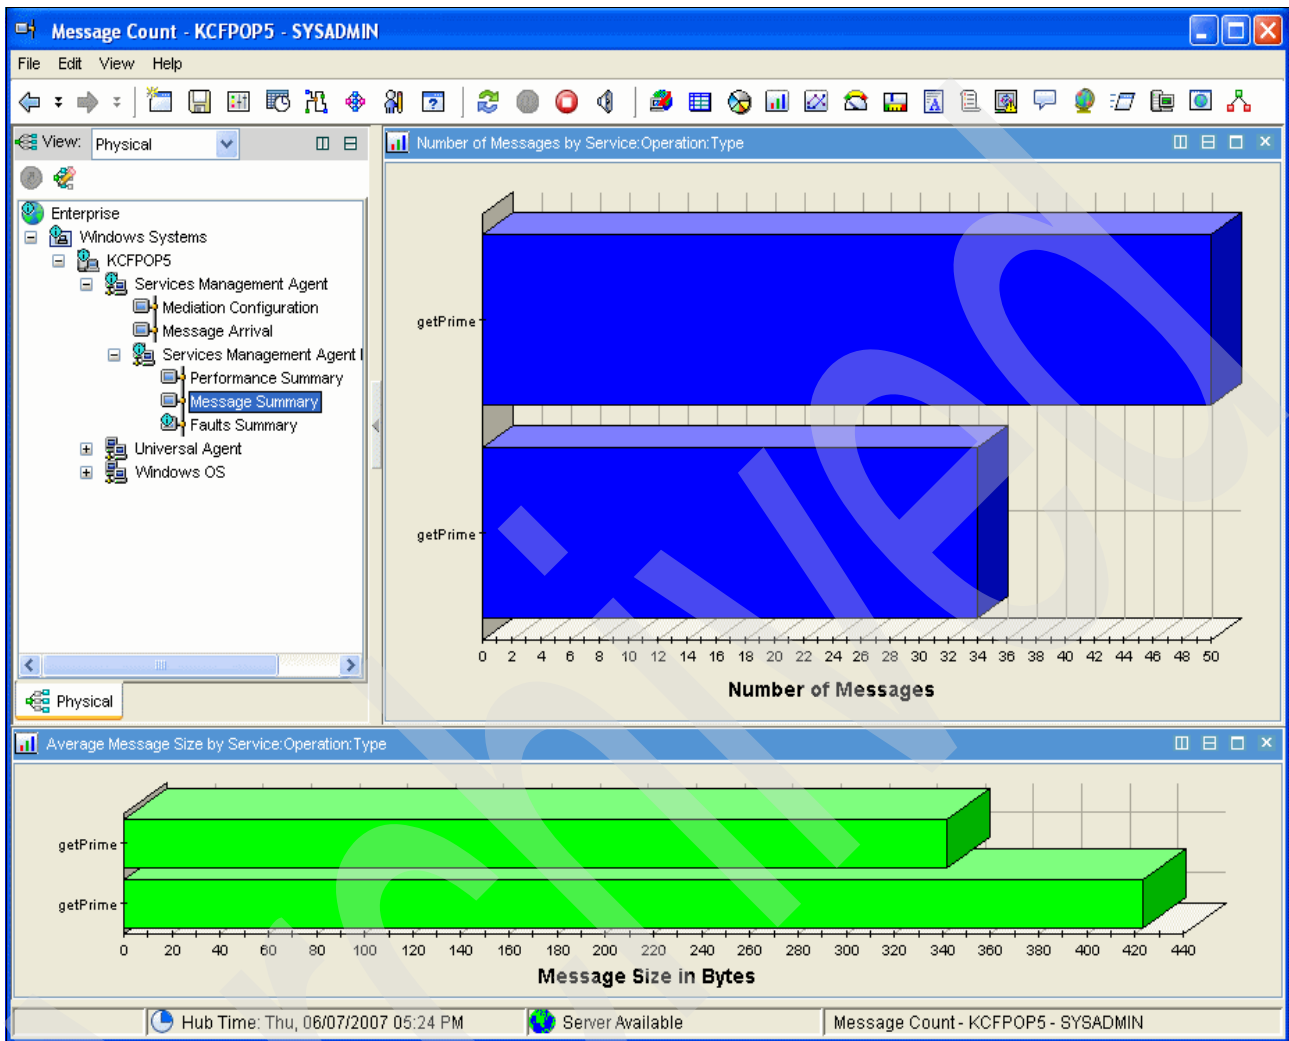 Message Count - KCFPOP5 - SYSADMIN
File Edit View Help
View: Physical
Enterprise
Windows Systems
KCFPOP5
Services Management Agent
Mediation Configuration
Message Arrival
Services Management Agent
Performance Summary
Message Summary
Faults Summary
Universal Agent
Windows OS
Physical
Number of Messages by Service:Operation:Type
getPrime
getPrime
0 2 4 6 8 10 12 14 16 18 20 22 24 26 28 30 32 34 36 38 40 42 44 46 48 50
Number of Messages
Average Message Size by Service:Operation:Type
getPrime
getPrime
0 20 40 60 80 100 120 140 160 180 200 220 240 260 280 300 320 340 360 380 400 420 440
Message Size in Bytes
Hub Time: Thu, 06/07/2007 05:24 PM
Server Available
Message Count - KCFPOP5 - SYSADMIN